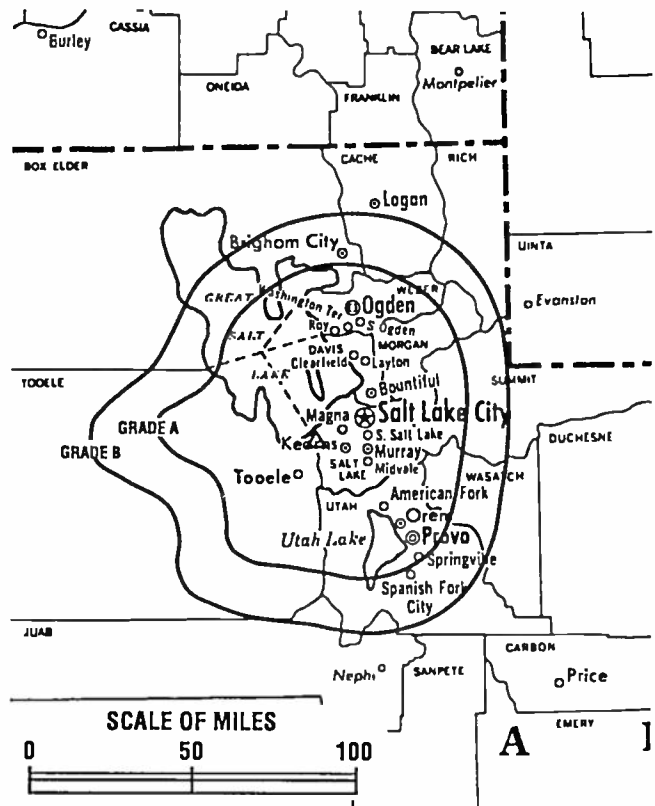 CASSIA
Burley
BEAR LAKE
Montpelier
ONEIDA
FRANKLIN
BOX ELDER
CACHE
RICH
Logan
Brigham City
UINTA
GREAT
Washington Ter
WEBER
Ogden
Evanston
Roy
S. Ogden
SALT
DAVIS
MORGAN
Clearfield
Layton
LAKE
TOOELE
SUMMIT
Bountiful
Magna
Salt Lake City
GRADE A
S. Salt Lake
DUCHESNE
GRADE B
Kearns
Murray
SALT LAKE
Midvale
Tooele
WASATCH
American Fork
UTAH
Orem
Utah Lake
Provo
Springville
Spanish Fork
City
JUAB
CARBON
Nephi
SANPETE
Price
SCALE OF MILES
EMERY
0 50 100
A